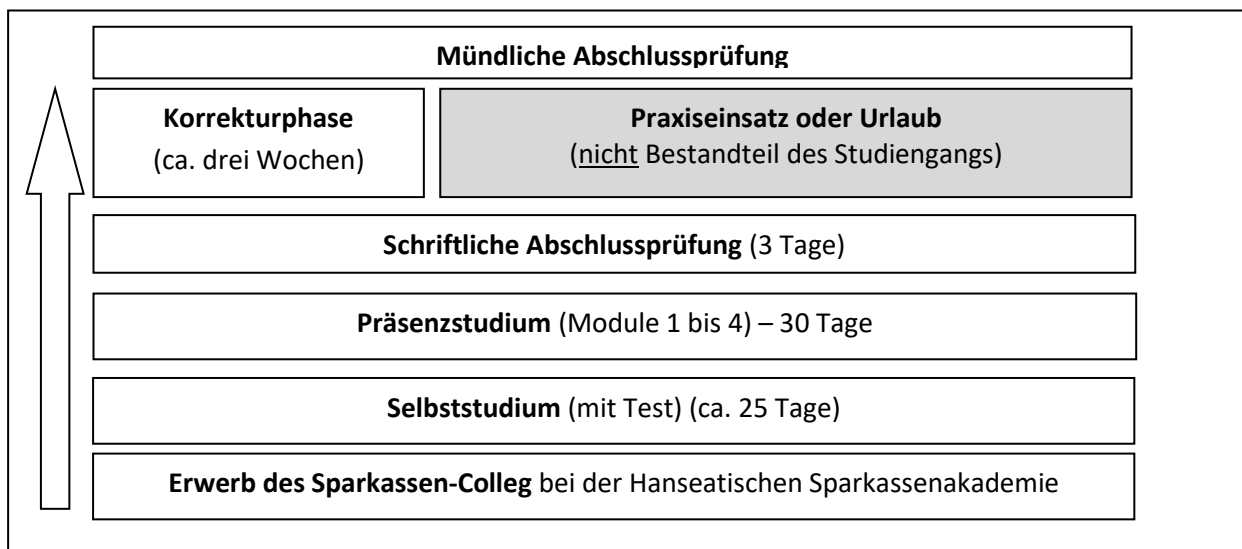 Mündliche Abschlussprüfung
Korrekturphase
(ca. drei Wochen)
Praxiseinsatz oder Urlaub
(nicht Bestandteil des Studiengangs)
Schriftliche Abschlussprüfung (3 Tage)
Präsenzstudium (Module 1 bis 4) – 30 Tage
Selbststudium (mit Test) (ca. 25 Tage)
Erwerb des Sparkassen-Colleg bei der Hanseatischen Sparkassenakademie